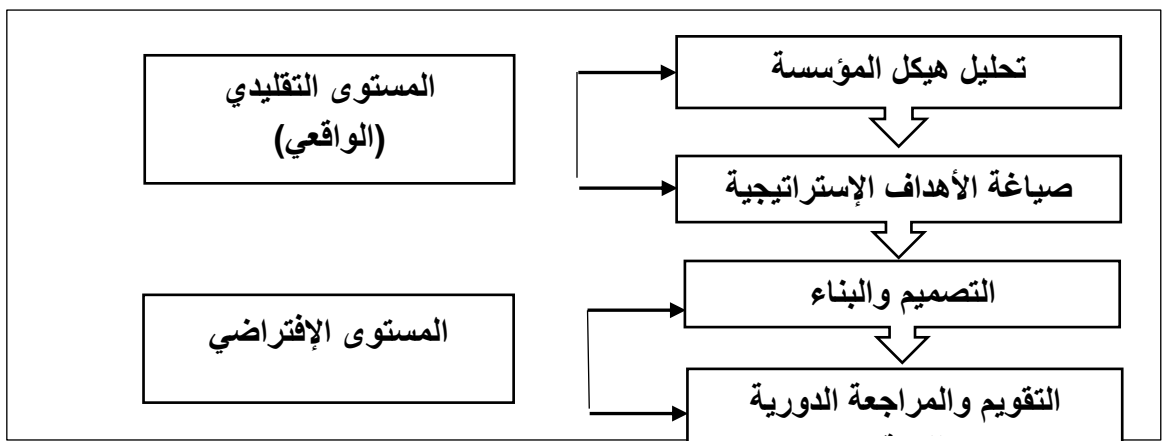 تحليل هيكل المؤسسة
المستوى التقليدي
(الواقعي)
صياغة الأهداف الإستراتيجية
التصميم والبناء
المستوى الإفتراضي
التقويم والمراجعة الدورية